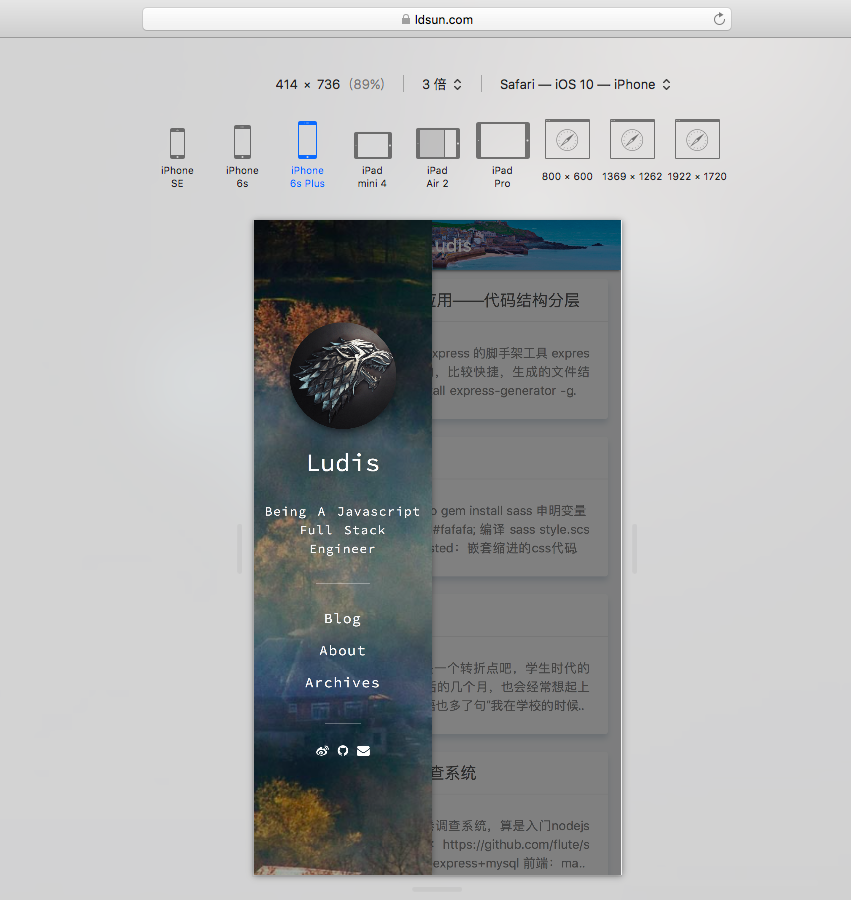 ldsun.com
414 × 736 (89%)
3 倍
Safari — iOS 10 — iPhone
iPhone
SE
iPhone
6s
iPhone
6s Plus
iPad
mini 4
iPad
Air 2
iPad
Pro
800 × 600
1369 × 1262
1922 × 1720
Ludis
Being A Javascript
Full Stack
Engineer
Blog
About
Archives
udis
应用——代码结构分层
xpress 的脚手架工具 expres
，比较快捷，生成的文件结
all express-generator -g.
o gem install sass 申明变量
#fafafa; 编译 sass style.scs
sted：嵌套缩进的css代码
一个转折点吧，学生时代的
后的几个月，也会经常想起上
也多了句"我在学校的时候..
查系统
调查系统，算是入门nodejs
：https://github.com/flute/s
express+mysql 前端：ma..